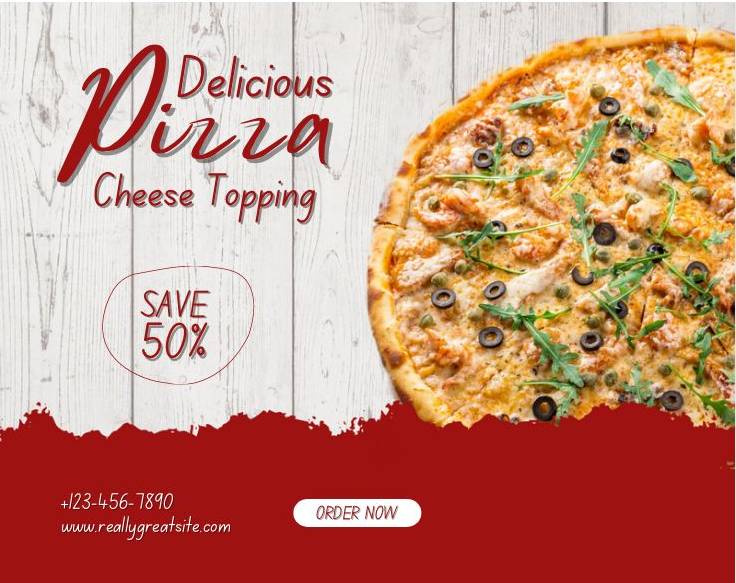 Delicious
Pizza
Cheese Topping
SAVE
50%
+123-456-7890
www.reallygreatsite.com
ORDER NOW